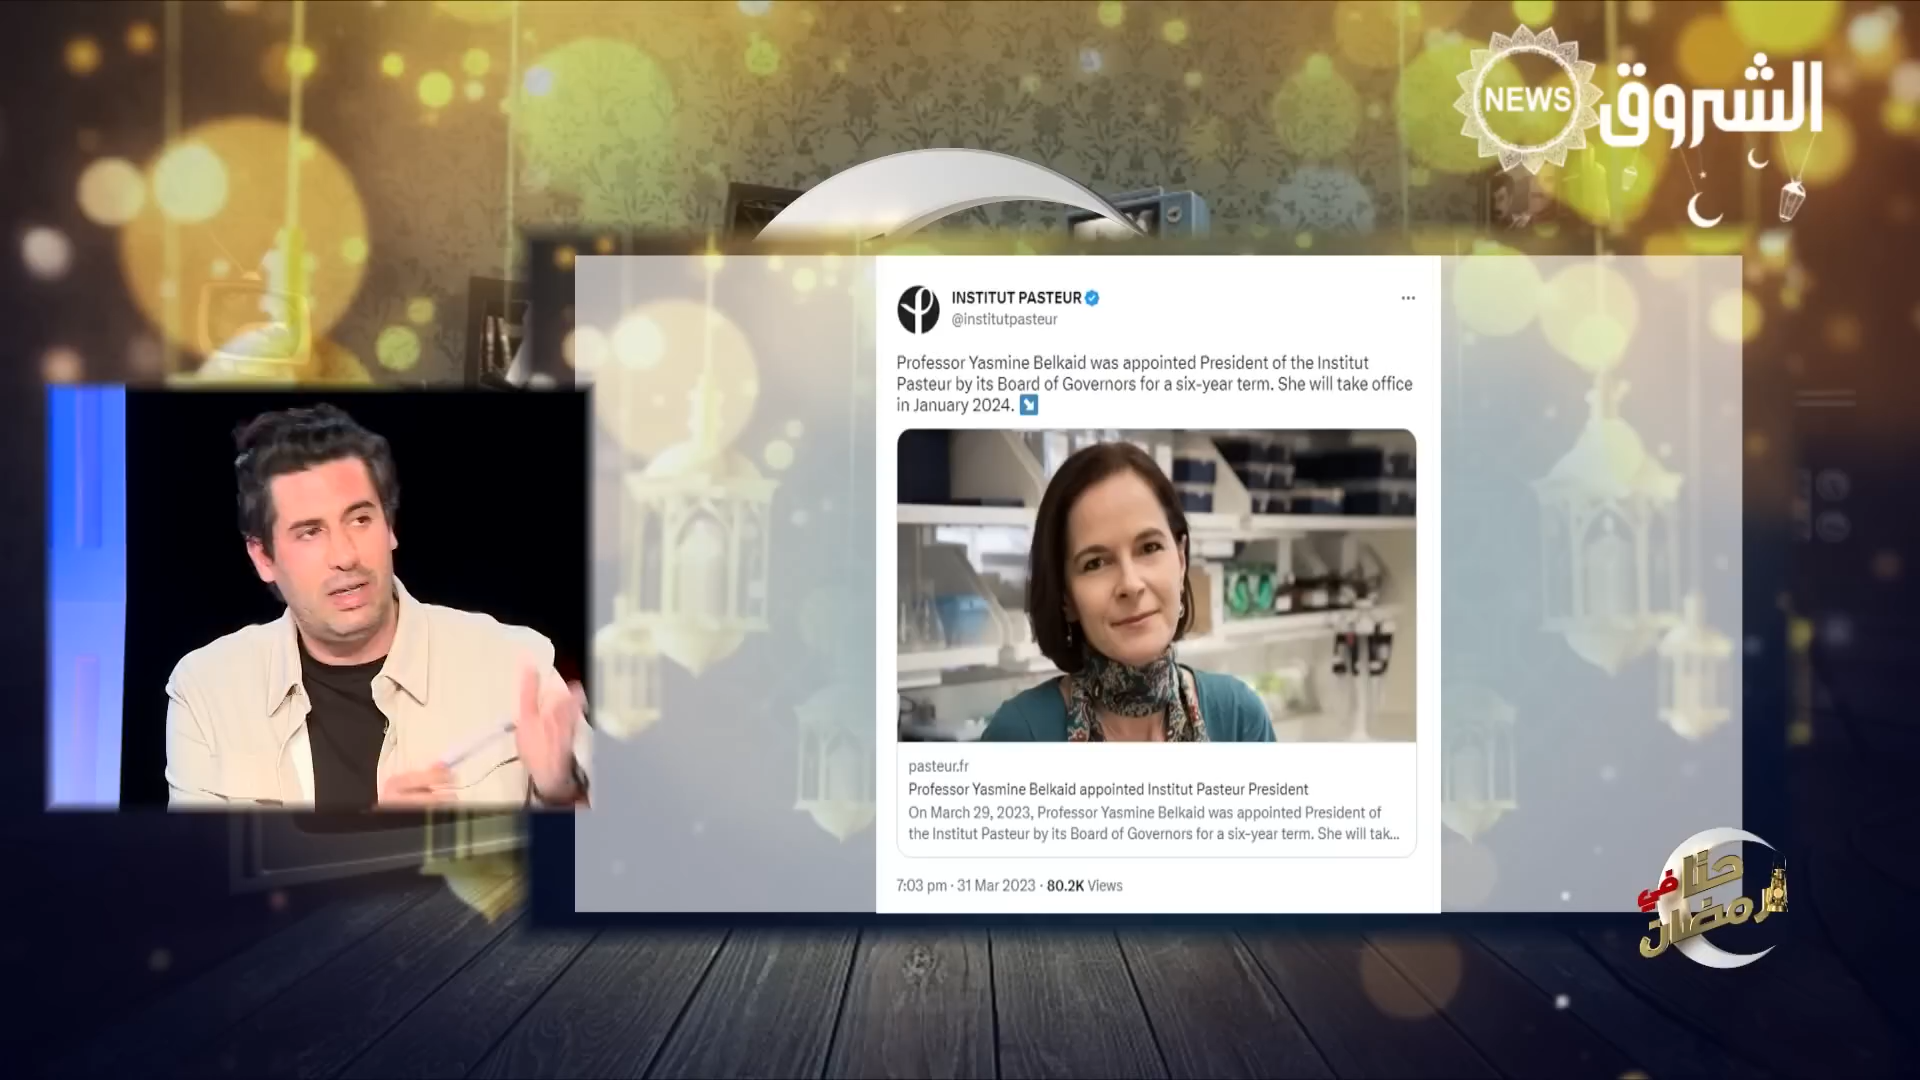 NEWS الشروق
INSTITUT PASTEUR
@institutpasteur
Professor Yasmine Belkaid was appointed President of the Institut
Pasteur by its Board of Governors for a six-year term. She will take office
in January 2024.
pasteur.fr
Professor Yasmine Belkaid appointed Institut Pasteur President
On March 29, 2023, Professor Yasmine Belkaid was appointed President of
the Institut Pasteur by its Board of Governors for a six-year term. She will tak...
7:03 pm · 31 Mar 2023 · 80.2K Views
حنا في
رمضان